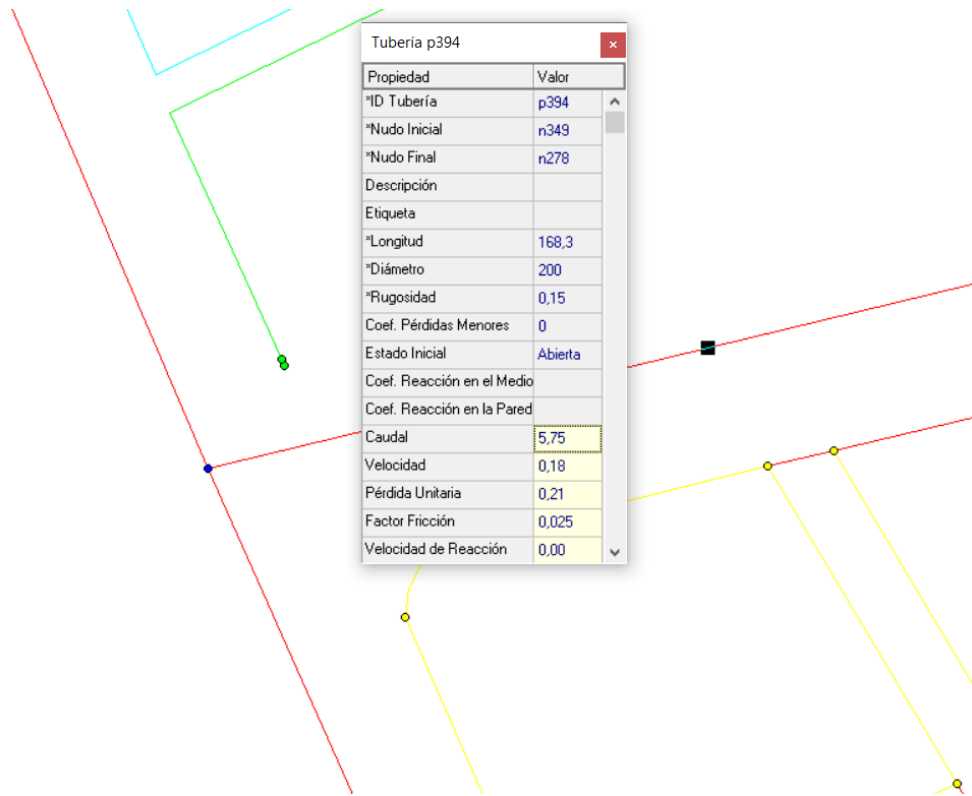 Tubería p394
Propiedad Valor
*ID Tubería p394
*Nudo Inicial n349
*Nudo Final n278
Descripción
Etiqueta
*Longitud 168,3
*Diámetro 200
*Rugosidad 0,15
Coef. Pérdidas Menores 0
Estado Inicial Abierta
Coef. Reacción en el Medio
Coef. Reacción en la Pared
Caudal 5,75
Velocidad 0,18
Pérdida Unitaria 0,21
Factor Fricción 0,025
Velocidad de Reacción 0,00